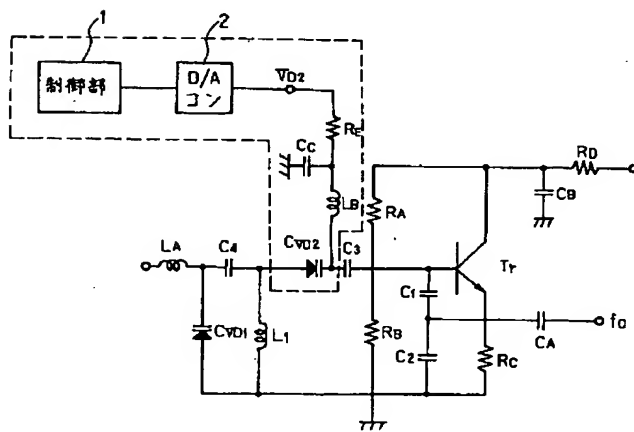 1
2
制御部
D/A
コン
VD2
RE
CC
LB
RA
RD
CB
LA
C4
CVD2
C3
Tr
CVD1
L1
C1
RB
C2
CA
fo
RC